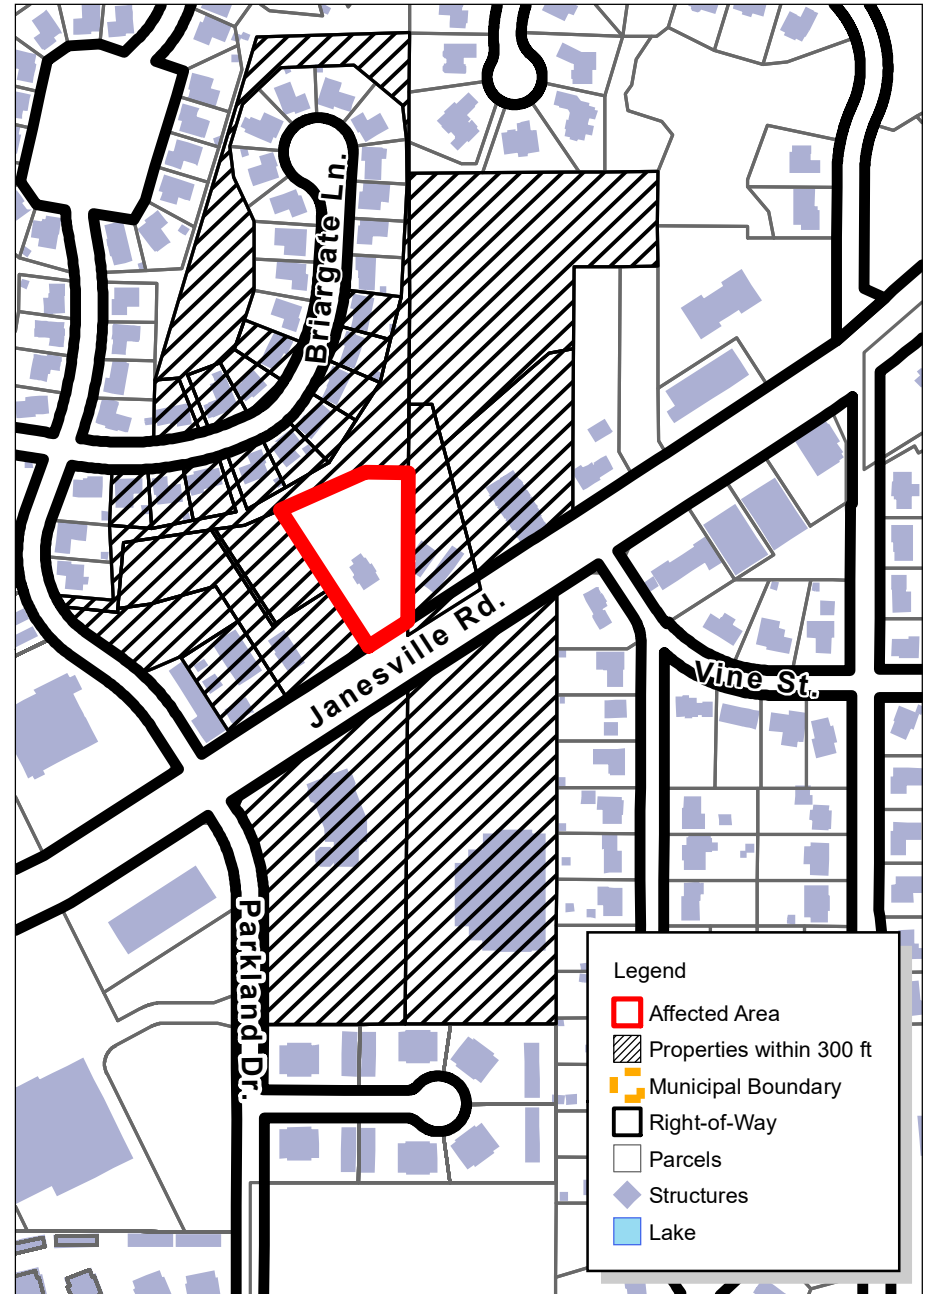 Briargate Ln.
Janesville Rd.
Vine St.
Parkland Dr.
Legend
Affected Area
Properties within 300 ft
Municipal Boundary
Right-of-Way
Parcels
Structures
Lake